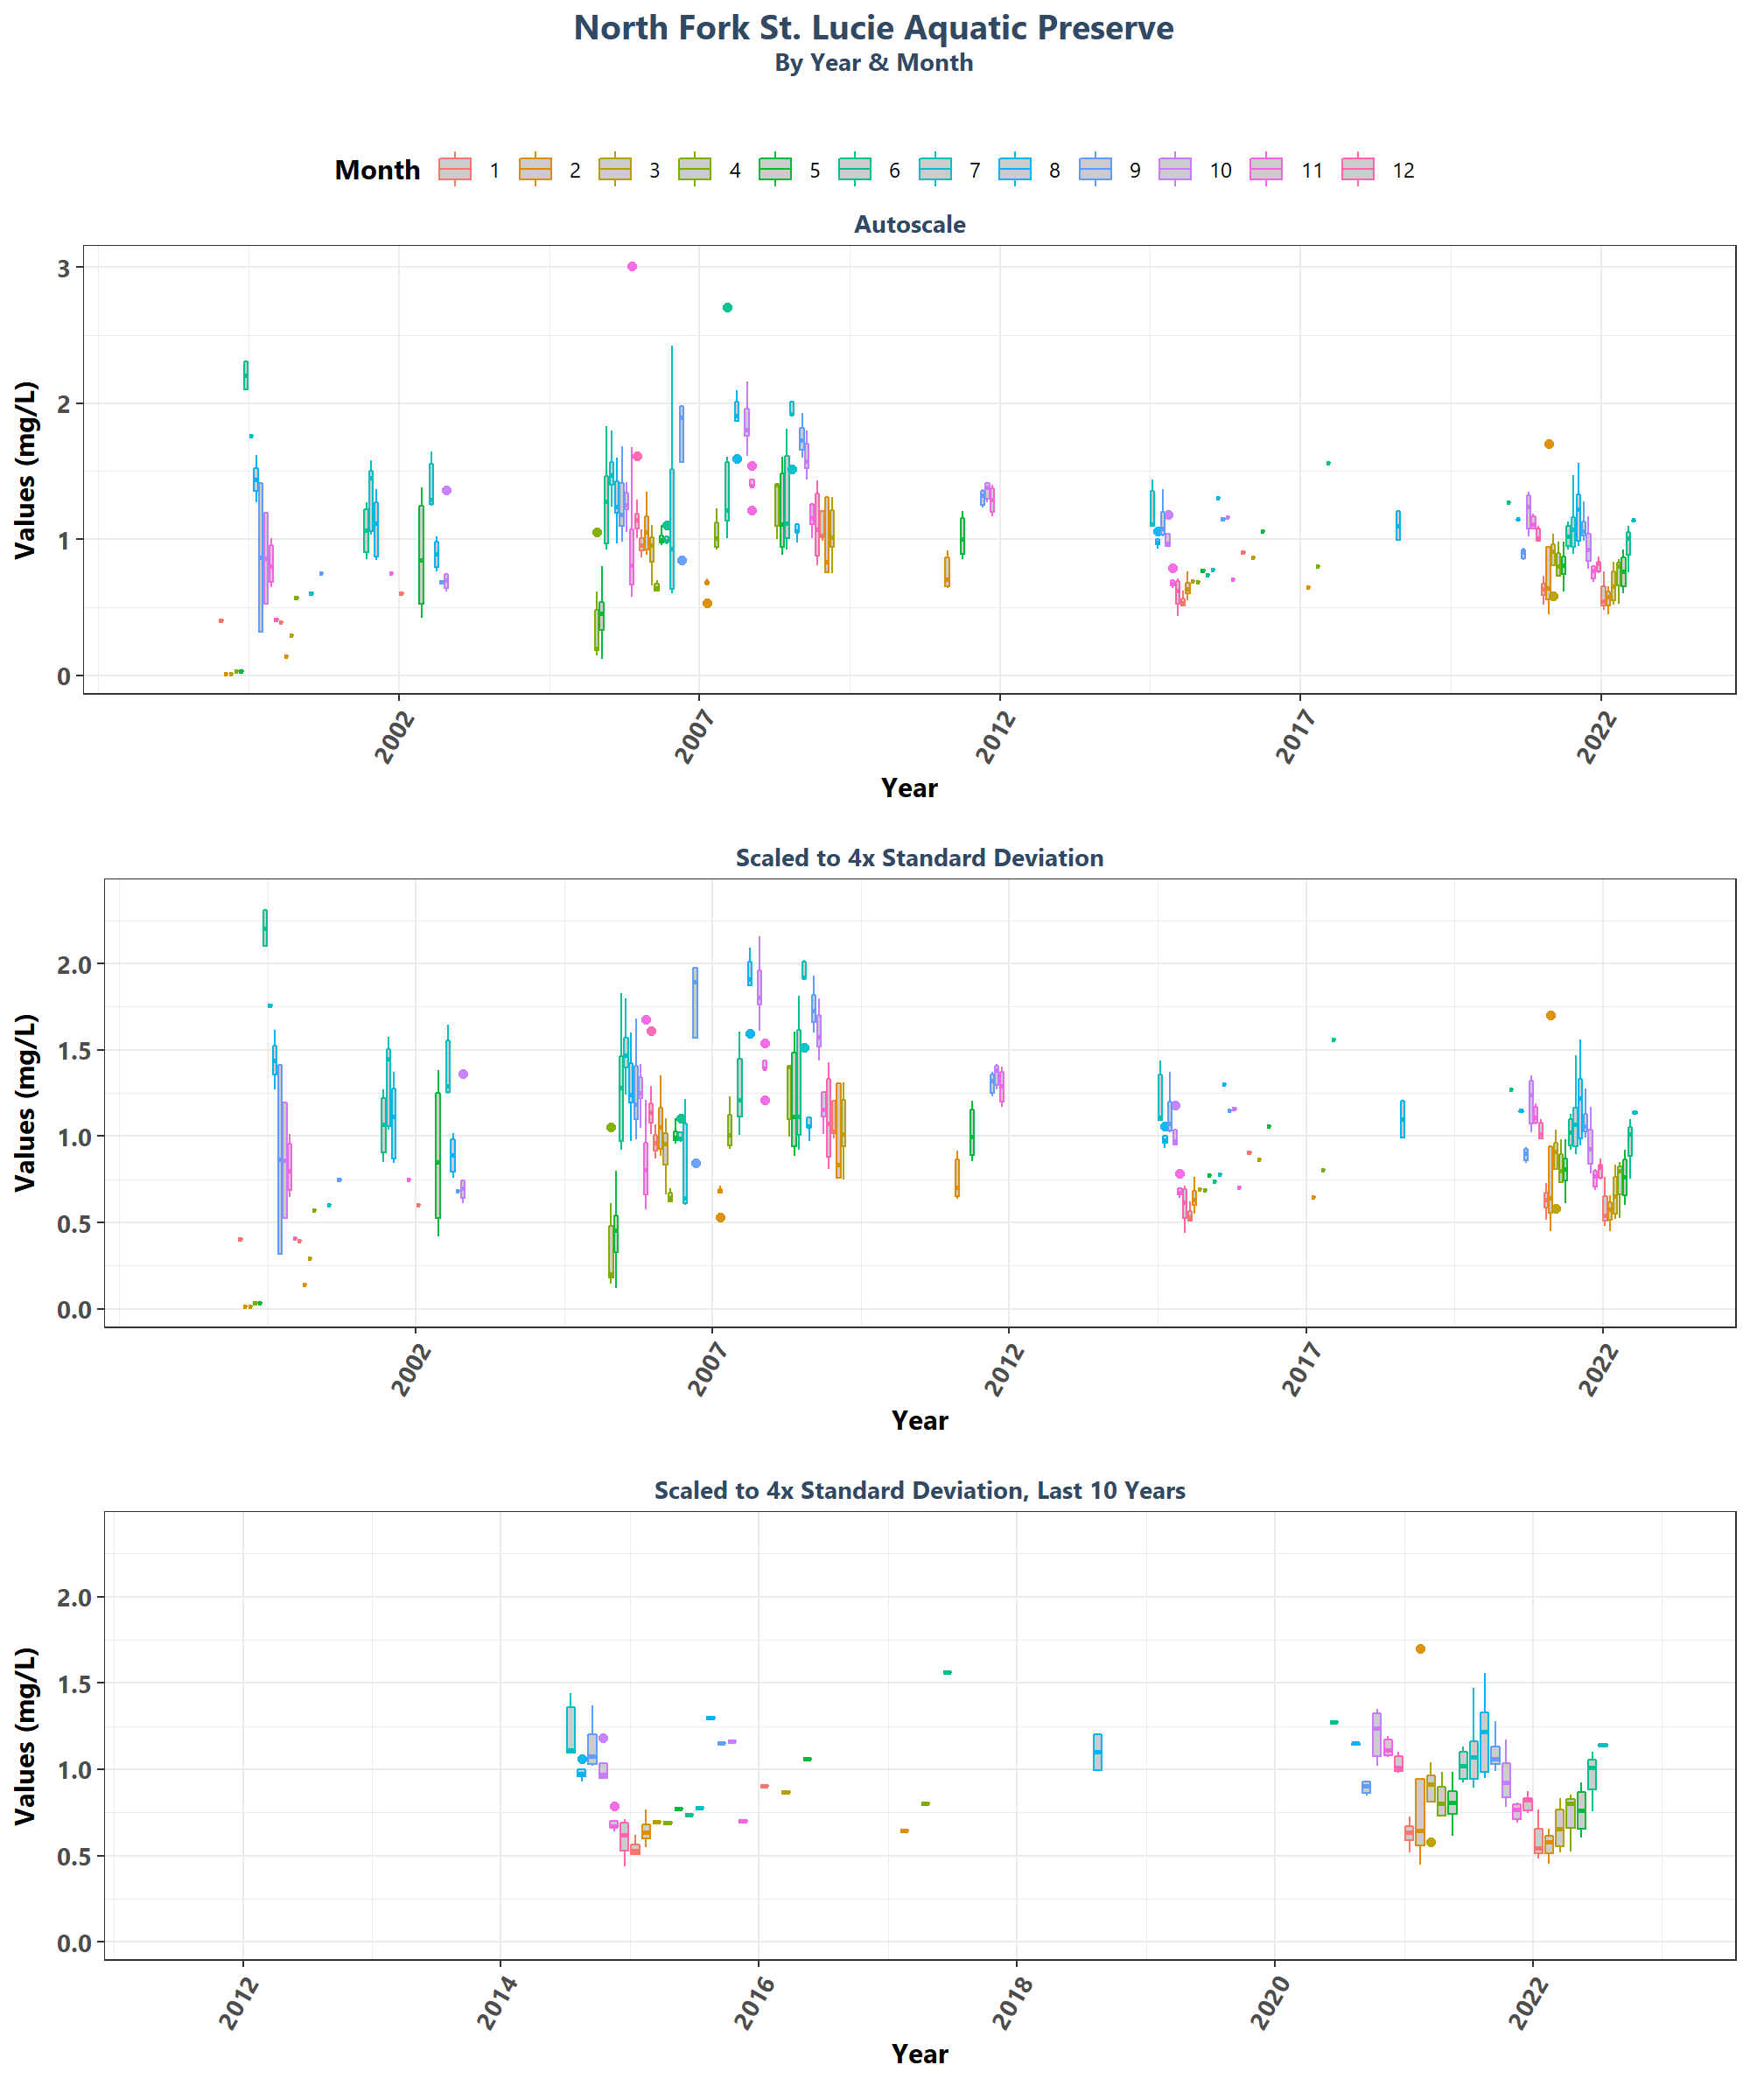 North Fork St. Lucie Aquatic Preserve
By Year & Month
Month 1 2 3 4 5 6 7 8 9 10 11 12
Autoscale
Values (mg/L)
3
2
1
0
2002 2007 2012 2017 2022
Year
Scaled to 4x Standard Deviation
Values (mg/L)
2.0
1.5
1.0
0.5
0.0
2002 2007 2012 2017 2022
Year
Scaled to 4x Standard Deviation, Last 10 Years
Values (mg/L)
2.0
1.5
1.0
0.5
0.0
2012 2014 2016 2018 2020 2022
Year